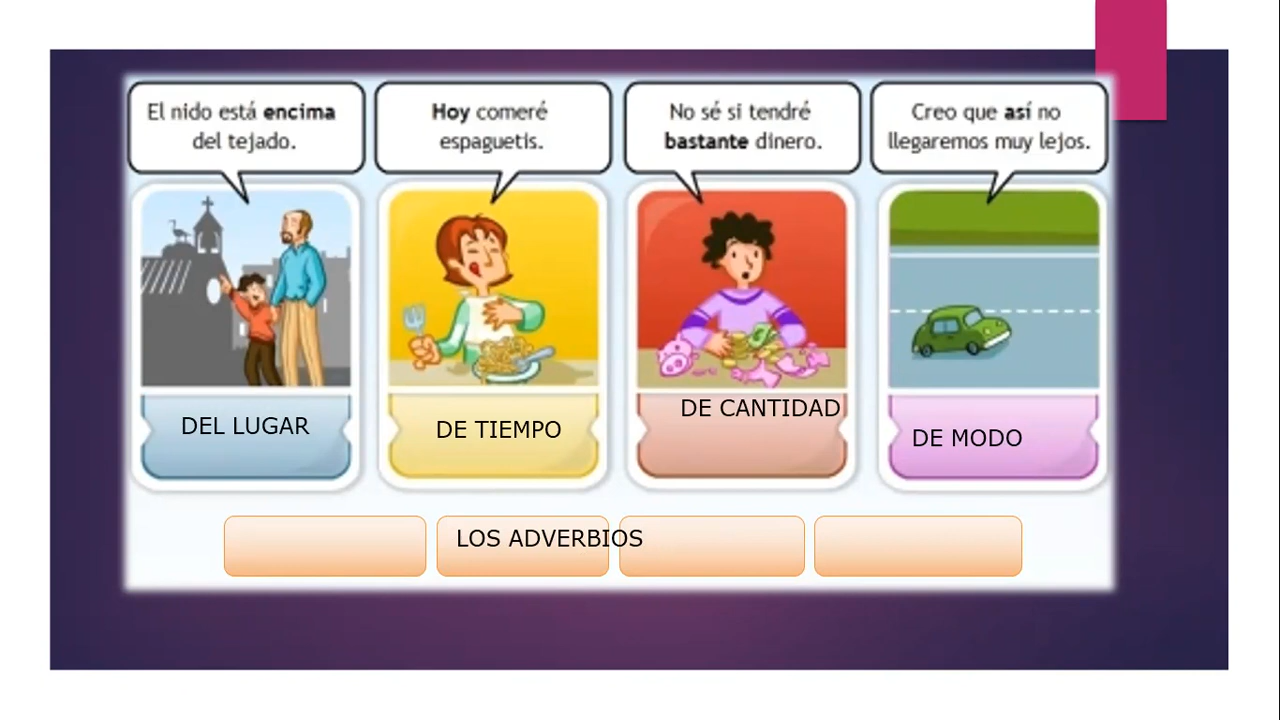 El nido está encima
del tejado.
Hoy comeré
espaguetis.
No sé si tendré
bastante dinero.
Creo que así no
llegaremos muy lejos.
DEL LUGAR
DE TIEMPO
DE CANTIDAD
DE MODO
LOS ADVERBIOS